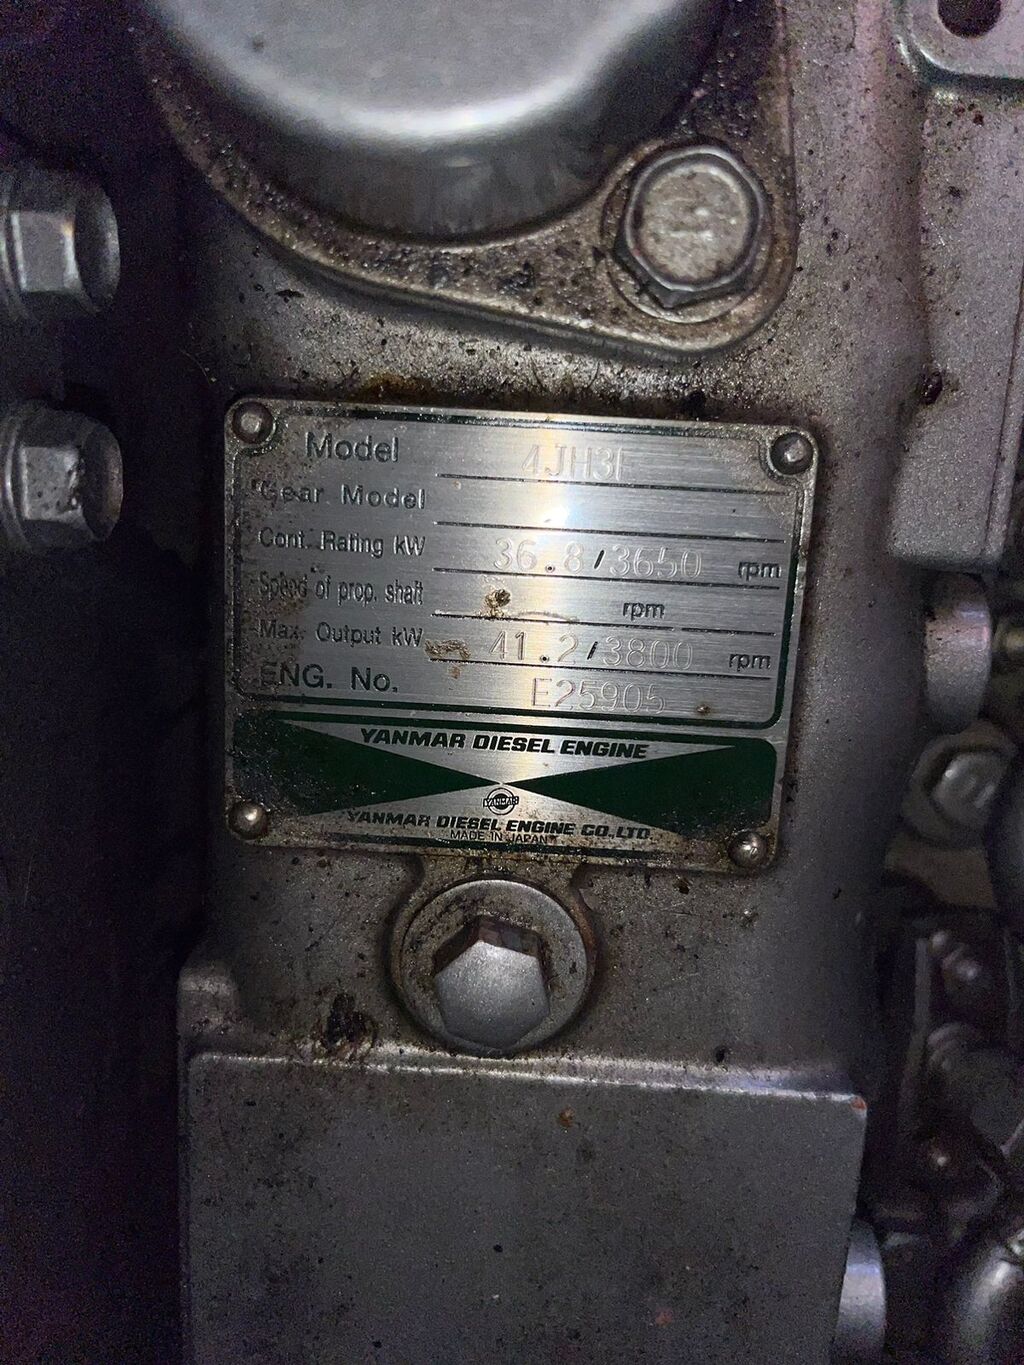 Model 4JH3E
Gear Model
Cont. Rating kW 36.8/3650 rpm
Speed of prop. shaft rpm
Max. Output kW 41.2/3800 rpm
ENG. No. E25905
YANMAR DIESEL ENGINE
YANMAR
YANMAR DIESEL ENGINE CO.,LTD.
MADE IN JAPAN